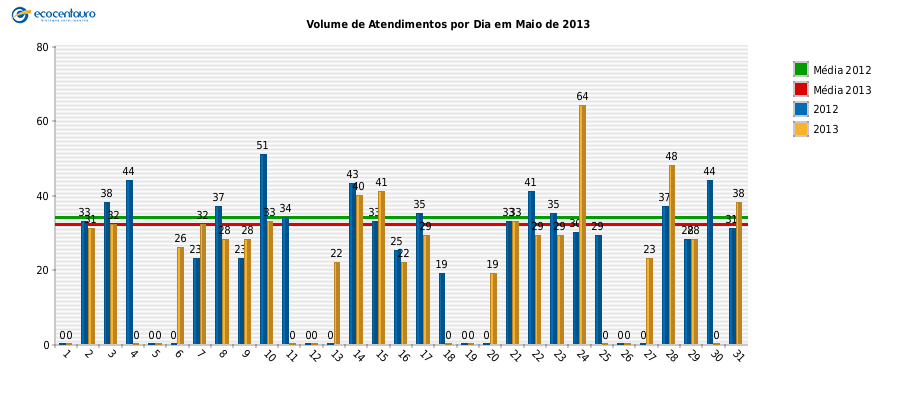 ecocentauro
Volume de Atendimentos por Dia em Maio de 2013
80
60
40
20
0
0 0 33 31 38 32 44 0 0 0 0 26 23 32 37 28 23 28 51 33 34 0 0 0 0 22 43 40 33 41 25 22 35 29 19 0 0 0 0 19 33 33 41 29 35 29 30 64 29 0 0 0 0 23 37 48 28 28 44 0 31 38
1 2 3 4 5 6 7 8 9 10 11 12 13 14 15 16 17 18 19 20 21 22 23 24 25 26 27 28 29 30 31
Média 2012
Média 2013
2012
2013